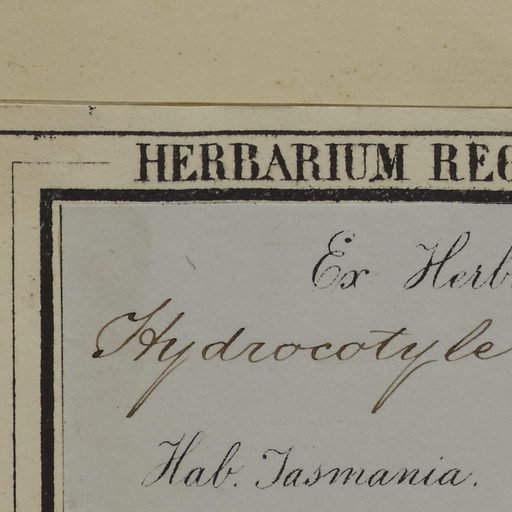 HERBARIUM REG
Ex Herb.
Hydrocotyle
Hab. Tasmania.